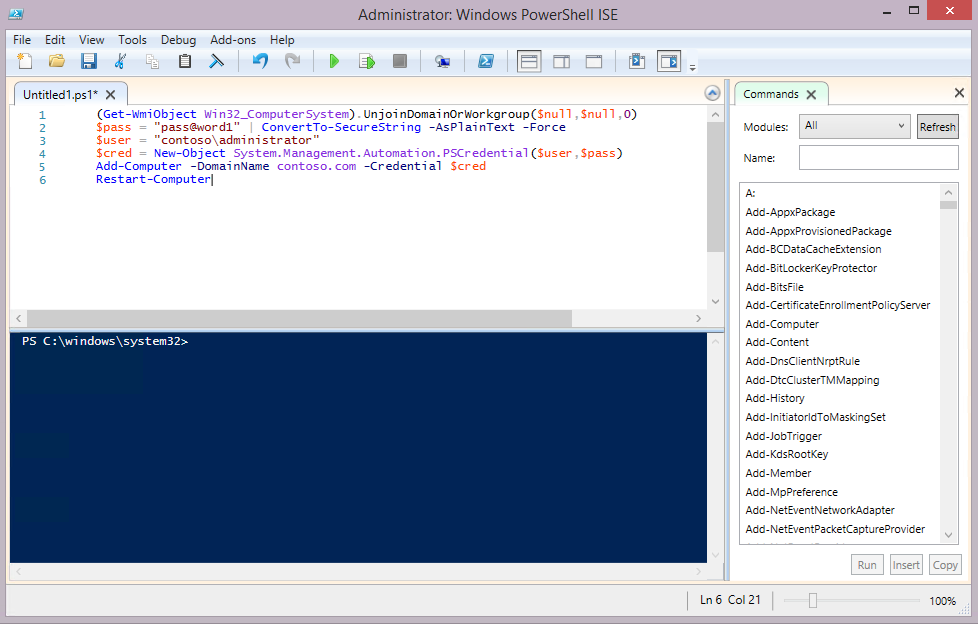 Administrator: Windows PowerShell ISE
File Edit View Tools Debug Add-ons Help
Untitled1.ps1*
1 (Get-WmiObject Win32_ComputerSystem).UnjoinDomainOrWorkgroup($null,$null,0)
2 $pass = "pass@word1" | ConvertTo-SecureString -AsPlainText -Force
3 $user = "contoso\administrator"
4 $cred = New-Object System.Management.Automation.PSCredential($user,$pass)
5 Add-Computer -DomainName contoso.com -Credential $cred
6 Restart-Computer
PS C:\windows\system32>
Commands
Modules: All Refresh
Name:
A:
Add-AppxPackage
Add-AppxProvisionedPackage
Add-BCDataCacheExtension
Add-BitLockerKeyProtector
Add-BitsFile
Add-CertificateEnrollmentPolicyServer
Add-Computer
Add-Content
Add-DnsClientNrptRule
Add-DtcClusterTMMapping
Add-History
Add-InitiatorIdToMaskingSet
Add-JobTrigger
Add-KdsRootKey
Add-Member
Add-MpPreference
Add-NetEventNetworkAdapter
Add-NetEventPacketCaptureProvider
Run Insert Copy
Ln 6 Col 21 100%